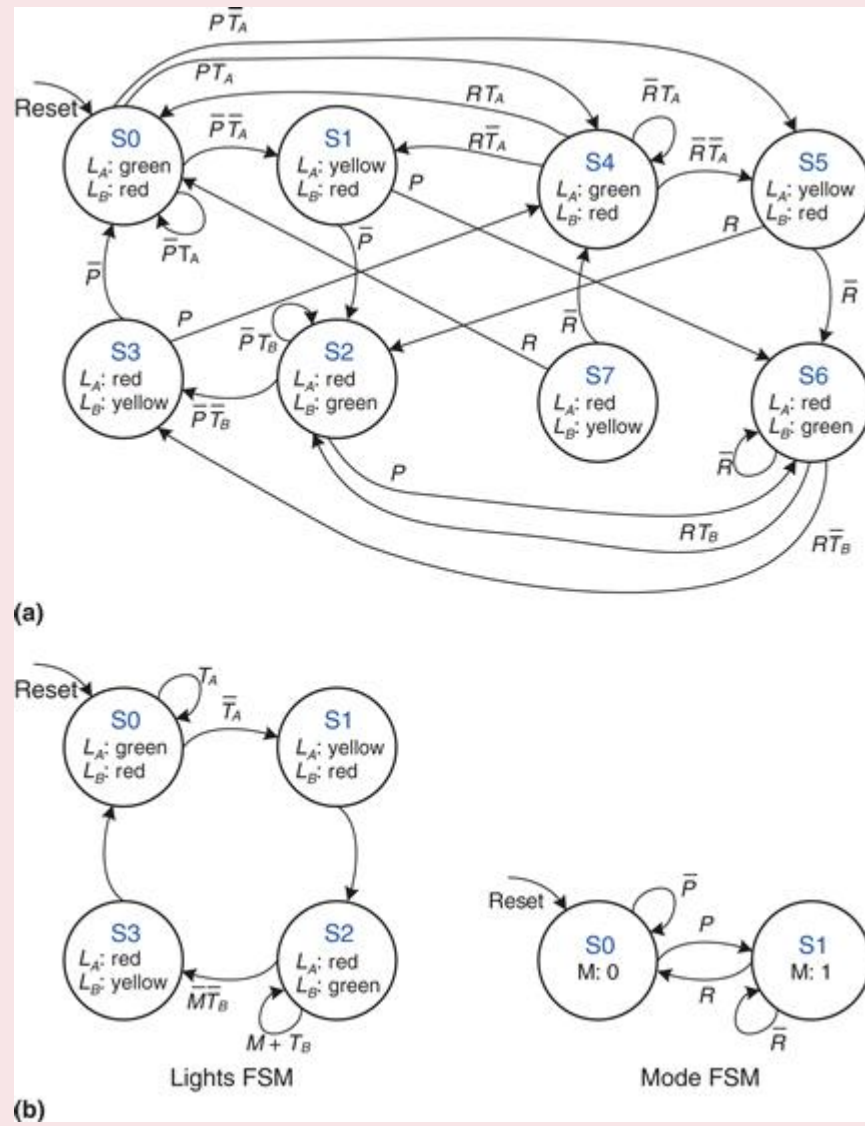 P T̅A
PTA
Reset
S0
LA: green
LB: red
P̅ T̅A
P̅TA
S1
LA: yellow
LB: red
RTA
RT̅A
S4
LA: green
LB: red
R̅TA
R̅ T̅A
S5
LA: yellow
LB: red
P
P̅
P̅
R
R̅
S3
LA: red
LB: yellow
P
P̅ TB
P̅ T̅B
S2
LA: red
LB: green
R
R̅
S7
LA: red
LB: yellow
S6
LA: red
LB: green
R̅
P
RTB
RT̅B
(a)
Reset
S0
LA: green
LB: red
TA
T̅A
S1
LA: yellow
LB: red
S3
LA: red
LB: yellow
M̅T̅B
S2
LA: red
LB: green
M + TB
Lights FSM
Reset
S0
M: 0
P̅
P
R
S1
M: 1
R̅
Mode FSM
(b)